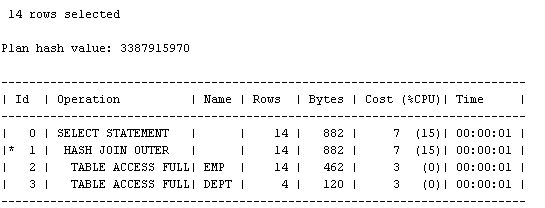 14 rows selected
Plan hash value: 3387915970
--------------------------------------------------------------------------
| Id  | Operation          | Name | Rows  | Bytes | Cost (%CPU)| Time     |
--------------------------------------------------------------------------
|   0 | SELECT STATEMENT   |      |    14 |   882 |     7  (15)| 00:00:01 |
|*  1 |  HASH JOIN OUTER   |      |    14 |   882 |     7  (15)| 00:00:01 |
|   2 |   TABLE ACCESS FULL| EMP  |    14 |   462 |     3   (0)| 00:00:01 |
|   3 |   TABLE ACCESS FULL| DEPT |     4 |   120 |     3   (0)| 00:00:01 |
--------------------------------------------------------------------------